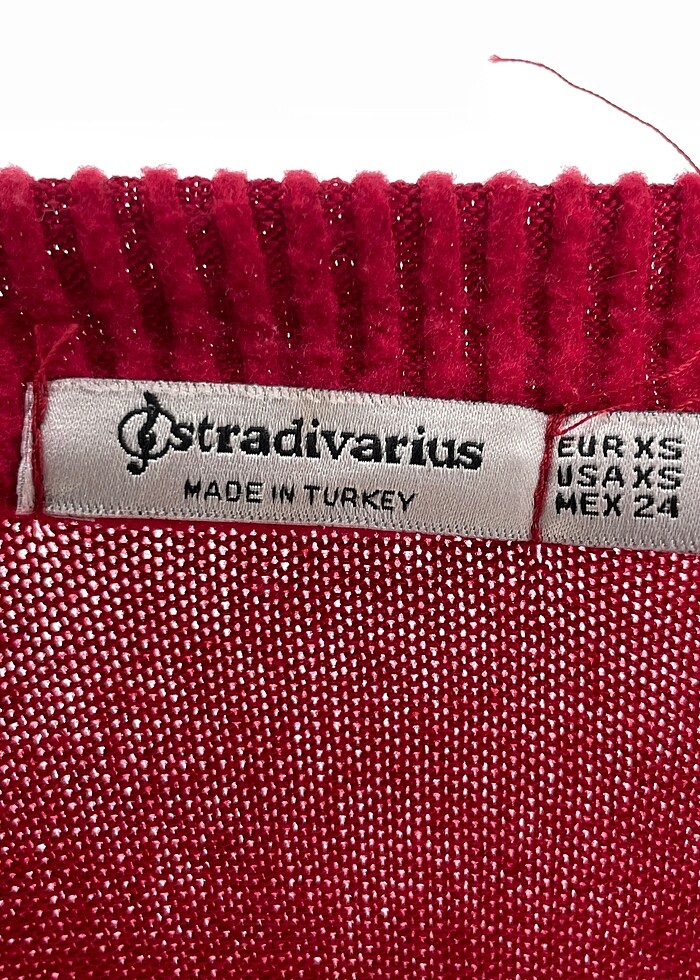 stradivarius
MADE IN TURKEY
EUR XS
USA XS
MEX 24